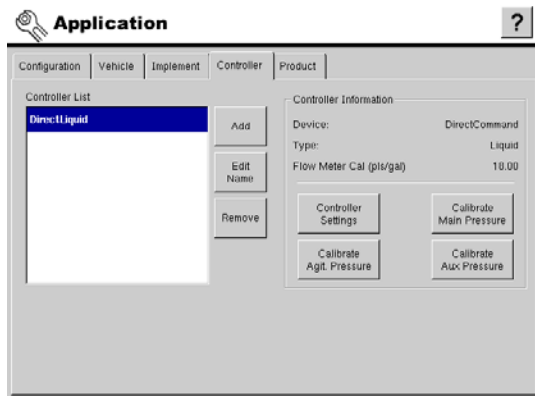 Application
?
Configuration Vehicle Implement Controller Product
Controller List
DirectLiquid
Add
Edit
Name
Remove
Controller Information
Device: DirectCommand
Type: Liquid
Flow Meter Cal (pls/gal) 18.00
Controller
Settings
Calibrate
Main Pressure
Calibrate
Agit. Pressure
Calibrate
Aux Pressure